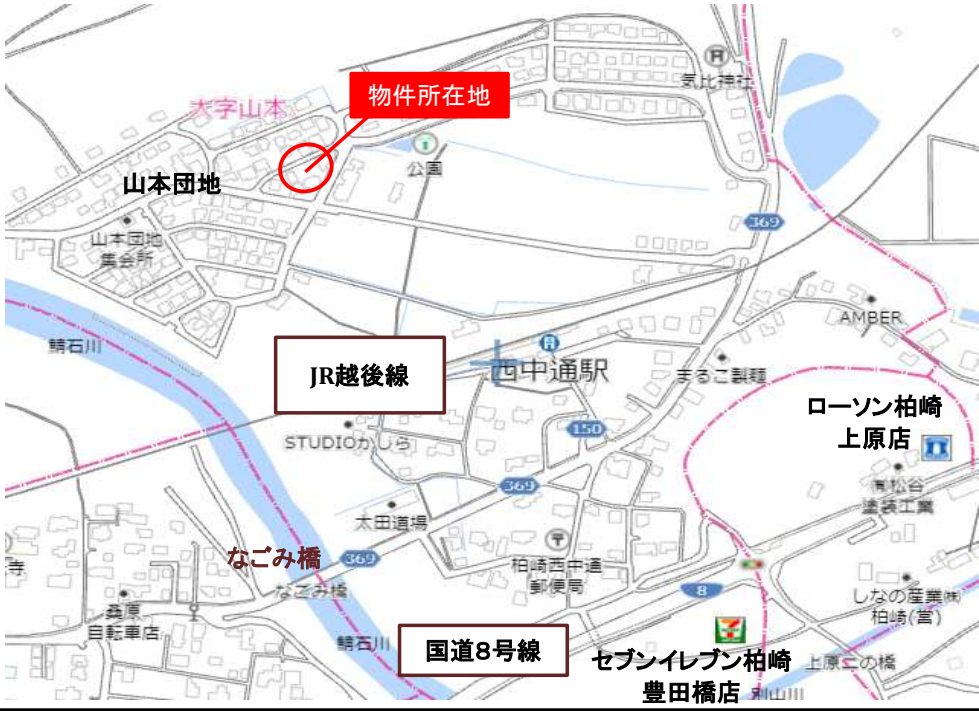 気比神社
物件所在地
大字山本
公園
山本団地
山本団地
集会所
369
鯖石川
AMBER
JR越後線
西中通駅
まるこ製麺
ローソン柏崎
上原店
150
STUDIOかしら
㈲松谷
塗装工業
369
太田道場
なごみ橋
369
柏崎西中通
郵便局
8
寺
なごみ橋
しなの産業㈱
柏崎(営)
桑原
自転車店
鯖石川
国道8号線
セブンイレブン柏崎
豊田橋店
上原二の橋
別山川